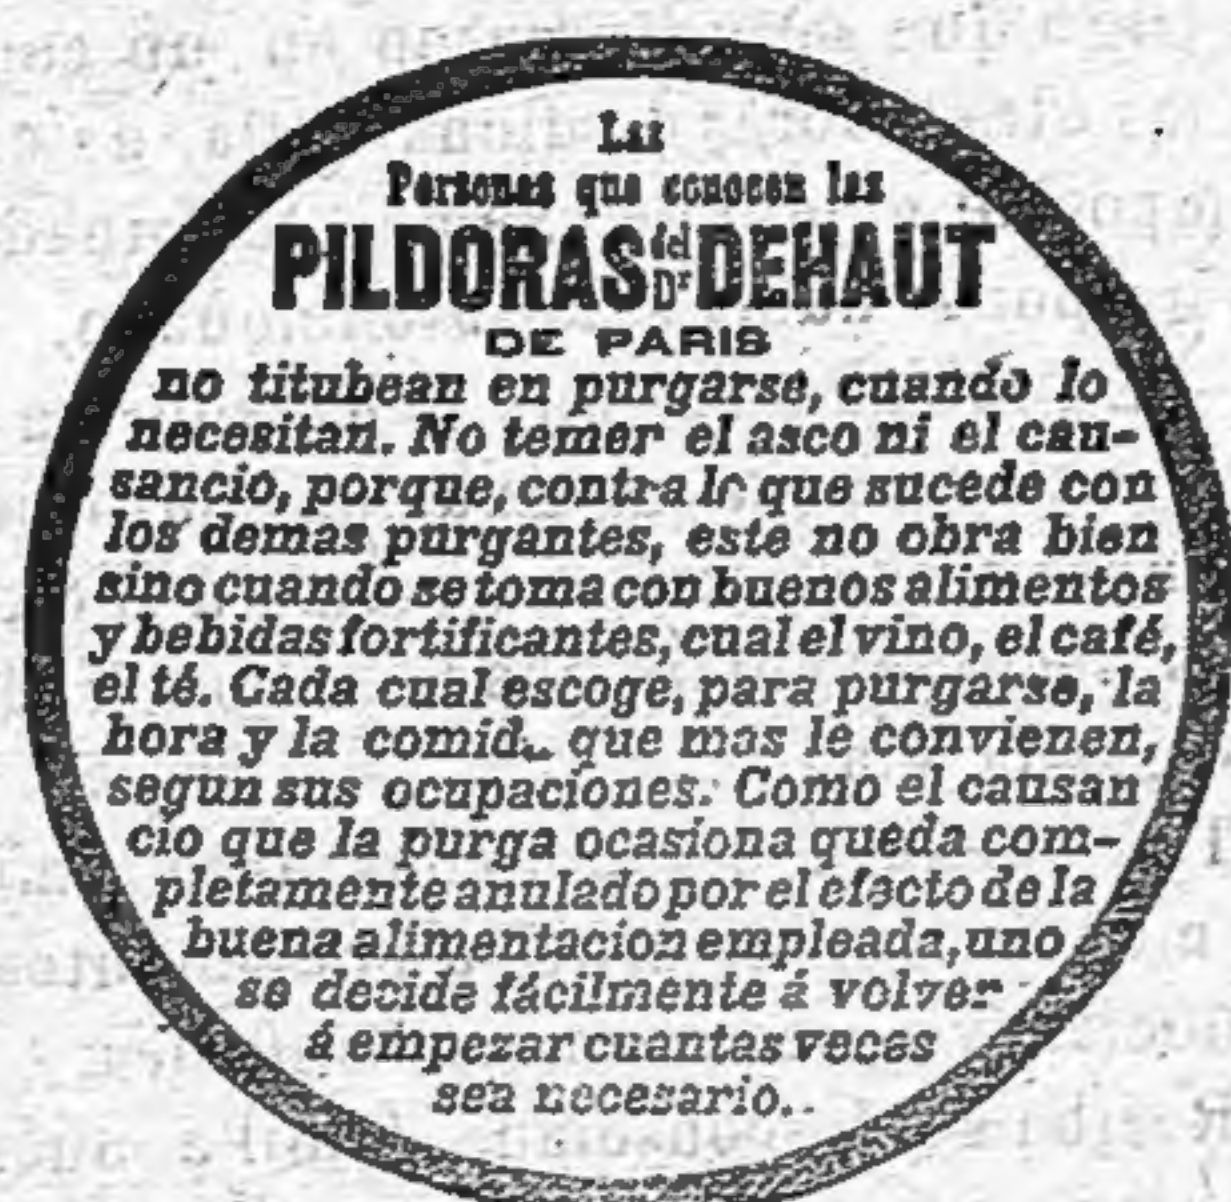 Las
Personas que conocen las
PILDORAS del Dr DEHAUT
DE PARIS
no titubean en purgarse, cuando lo
necesitan. No temer el asco ni el cau-
sancio, porque, contra lo que sucede con
los demas purgantes, este no obra bien
sino cuando se toma con buenos alimentos
y bebidas fortificantes, cual el vino, el café,
el té. Cada cual escoge, para purgarse, la
hora y la comida que mas le convienen,
segun sus ocupaciones. Como el causan
cio que la purga ocasiona queda com-
pletamente anulado por el efecto de la
buena alimentacion empleada, uno
se decide fácilmente á volver
á empezar cuantas veces
sea necesario.